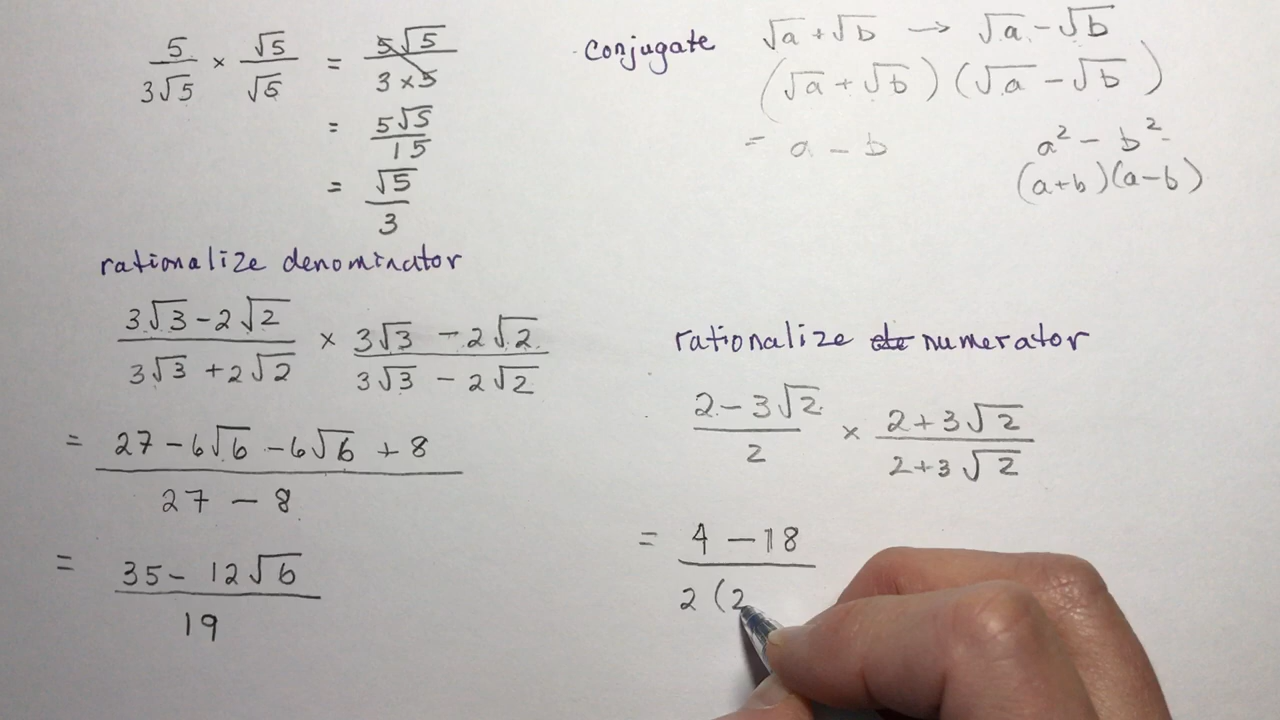 5/3√5 × √5/√5 = 5√5/3×5
= 5√5/15
= √5/3
conjugate √a + √b → √a - √b
(√a + √b)(√a - √b)
= a - b
a² - b²
(a+b)(a-b)
rationalize denominator
3√3 - 2√2/3√3 + 2√2 × 3√3 - 2√2/3√3 - 2√2
= 27 - 6√6 - 6√6 + 8/27 - 8
= 35 - 12√6/19
rationalize de numerator
2 - 3√2/2 × 2 + 3√2/2 + 3√2
= 4 - 18/2 (2